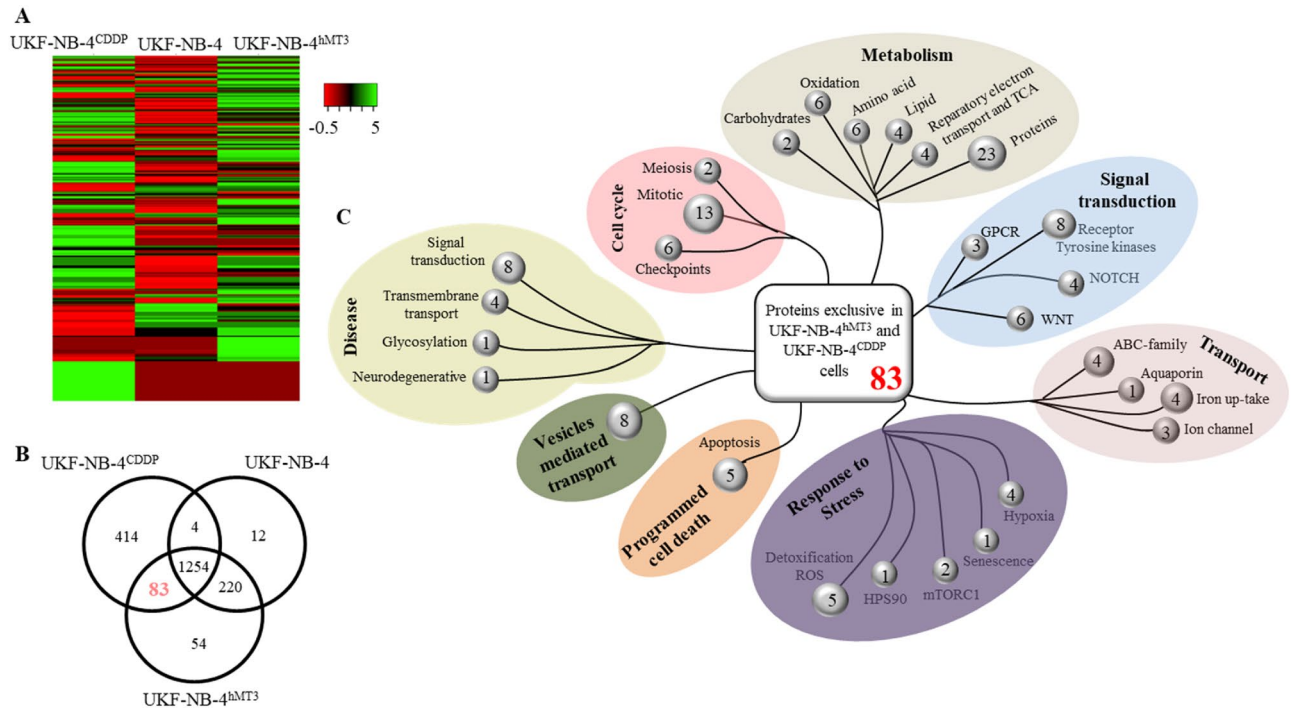 A
UKF-NB-4CDDP UKF-NB-4 UKF-NB-4hMT3
-0.5 5
B
UKF-NB-4CDDP
UKF-NB-4
414
4
12
1254
83
220
54
UKF-NB-4hMT3
C
Metabolism
Oxidation
6
Amino acid
6
Lipid
4
Reparatory electron
transport and TCA
4
Proteins
23
Carbohydrates
2
Cell cycle
Meiosis
2
Mitotic
13
6
Checkpoints
Signal
transduction
GPCR
3
8
Receptor
Tyrosine kinases
4
NOTCH
6
WNT
Disease
Signal
transduction
8
Transmembrane
transport
4
Glycosylation
1
Neurodegenerative
1
Proteins exclusive in
UKF-NB-4hMT3 and
UKF-NB-4CDDP
cells
83
Transport
ABC-family
4
Aquaporin
1
4
Iron up-take
3
Ion channel
Vesicles
mediated
transport
8
Programmed
cell death
Apoptosis
5
Response to
Stress
4
Hypoxia
1
Senescence
2
mTORC1
1
HPS90
Detoxification
ROS
5